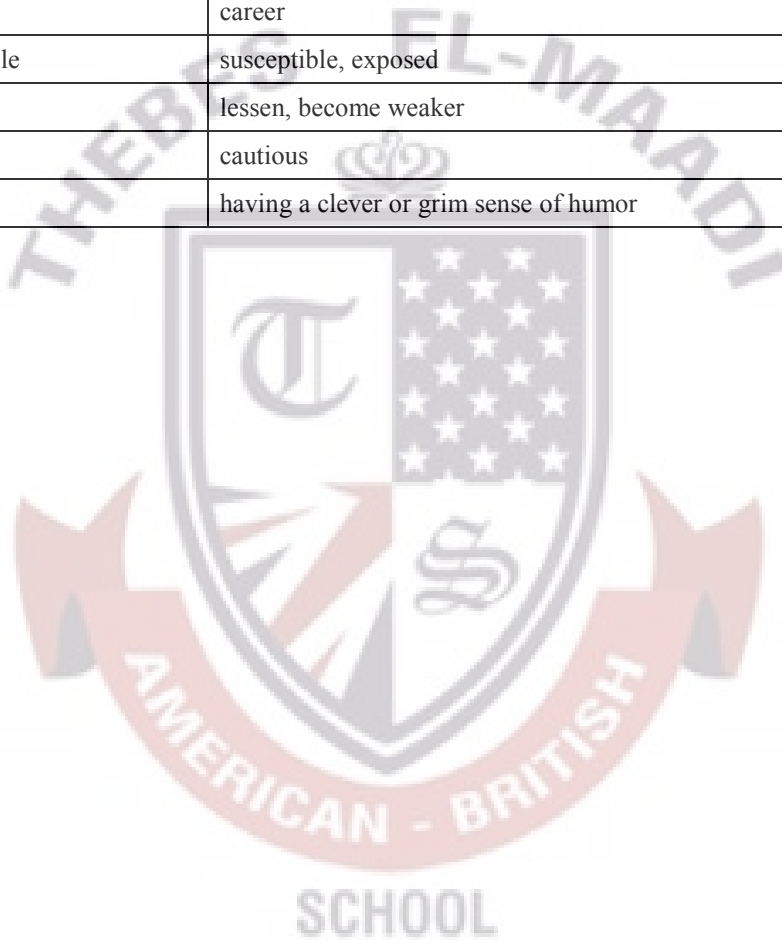 career
le susceptible, exposed
lessen, become weaker
cautious
having a clever or grim sense of humor
THEBES EL-MAADI
T
S
AMERICAN - BRITISH
SCHOOL